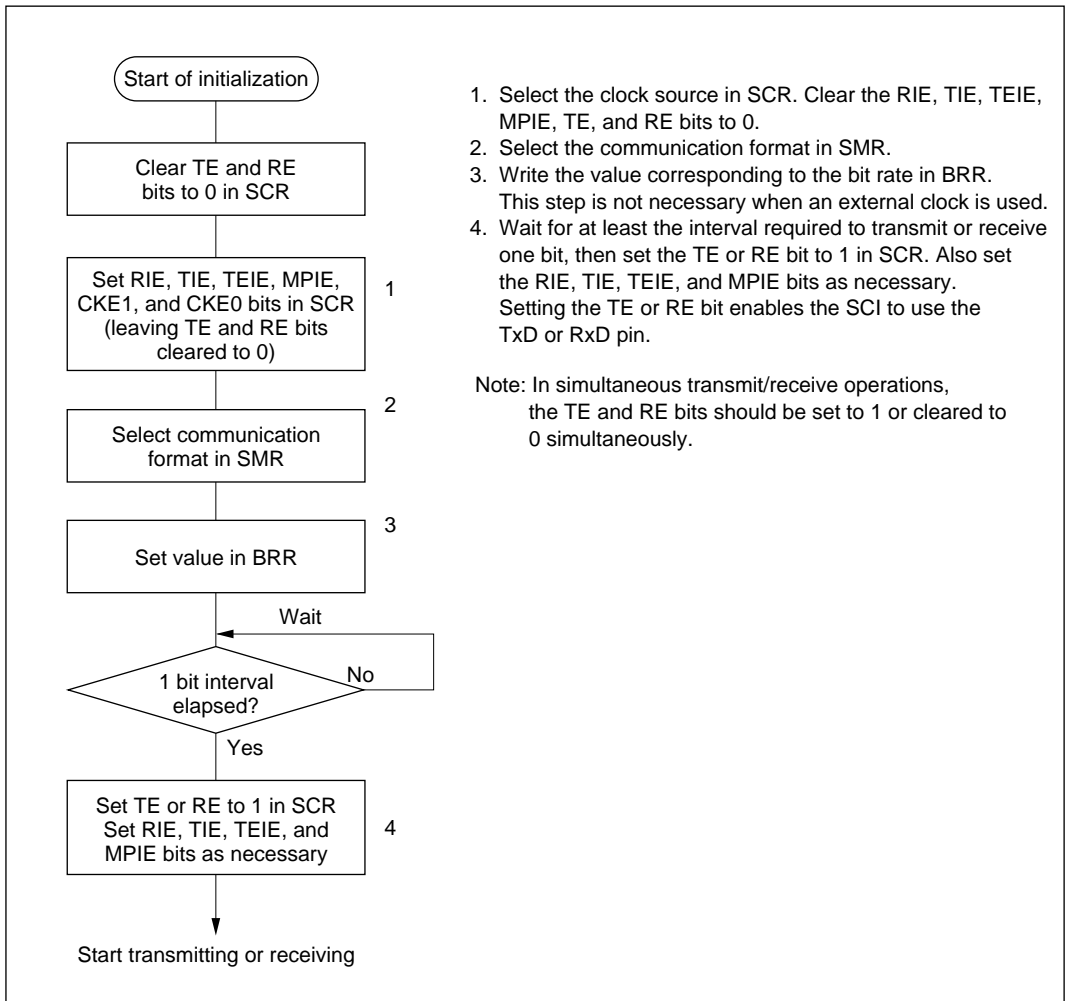 Start of initialization
Clear TE and RE
bits to 0 in SCR
Set RIE, TIE, TEIE, MPIE,
CKE1, and CKE0 bits in SCR
(leaving TE and RE bits
cleared to 0)
1
Select communication
format in SMR
2
Set value in BRR
3
Wait
1 bit interval
elapsed?
No
Yes
Set TE or RE to 1 in SCR
Set RIE, TIE, TEIE, and
MPIE bits as necessary
4
Start transmitting or receiving
1. Select the clock source in SCR. Clear the RIE, TIE, TEIE,
MPIE, TE, and RE bits to 0.
2. Select the communication format in SMR.
3. Write the value corresponding to the bit rate in BRR.
This step is not necessary when an external clock is used.
4. Wait for at least the interval required to transmit or receive
one bit, then set the TE or RE bit to 1 in SCR. Also set
the RIE, TIE, TEIE, and MPIE bits as necessary.
Setting the TE or RE bit enables the SCI to use the
TxD or RxD pin.
Note: In simultaneous transmit/receive operations,
the TE and RE bits should be set to 1 or cleared to
0 simultaneously.